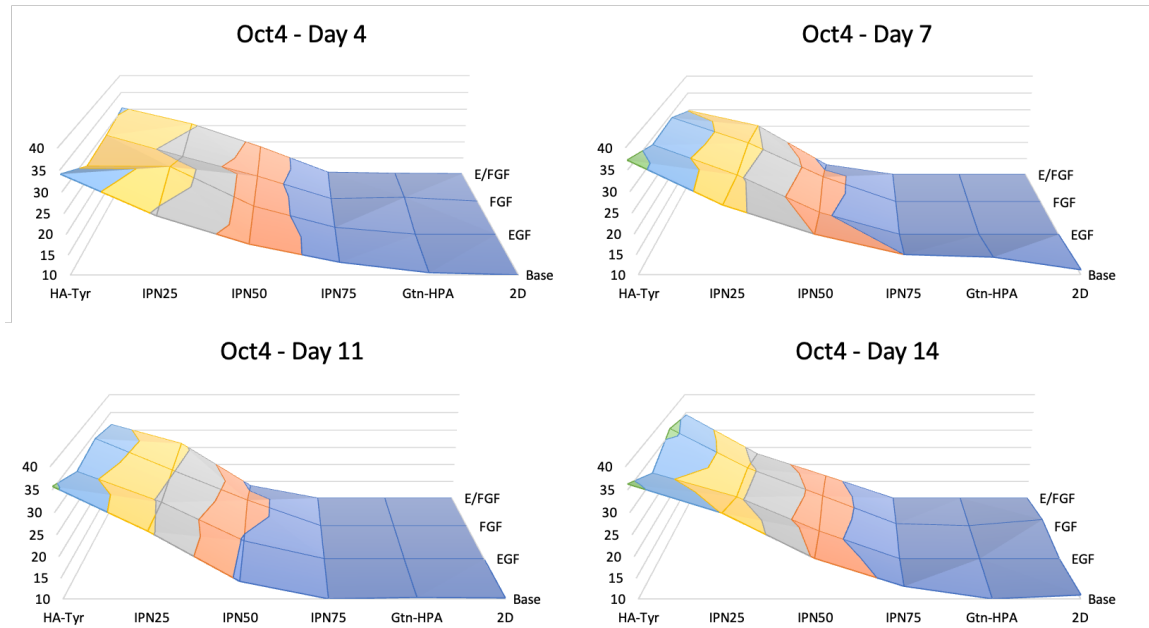 Oct4 - Day 4
40
35
30
25
20
15
10
E/FGF
FGF
EGF
Base
HA-Tyr IPN25 IPN50 IPN75 Gtn-HPA 2D
Oct4 - Day 7
40
35
30
25
20
15
10
E/FGF
FGF
EGF
Base
HA-Tyr IPN25 IPN50 IPN75 Gtn-HPA 2D
Oct4 - Day 11
40
35
30
25
20
15
10
E/FGF
FGF
EGF
Base
HA-Tyr IPN25 IPN50 IPN75 Gtn-HPA 2D
Oct4 - Day 14
40
35
30
25
20
15
10
E/FGF
FGF
EGF
Base
HA-Tyr IPN25 IPN50 IPN75 Gtn-HPA 2D